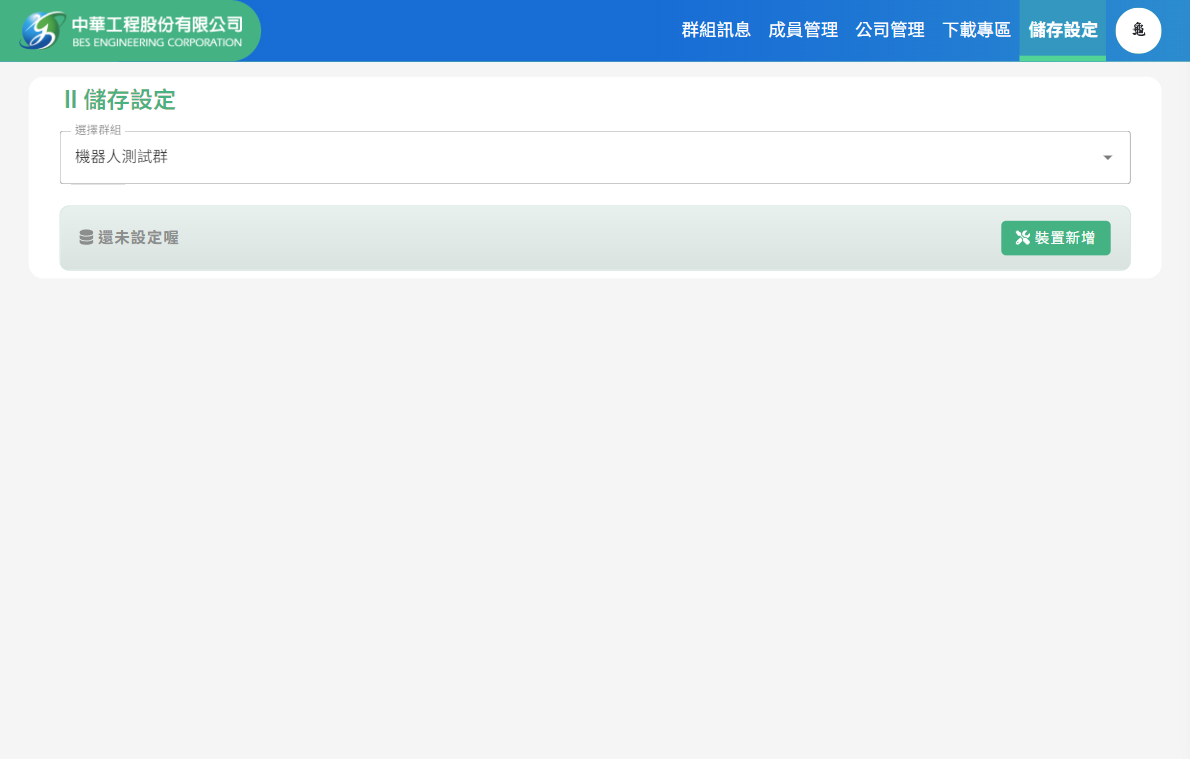 中華工程股份有限公司
BES ENGINEERING CORPORATION
群組訊息 成員管理 公司管理 下載專區 儲存設定 龜
儲存設定
選擇群組
機器人測試群
還未設定喔 裝置新增